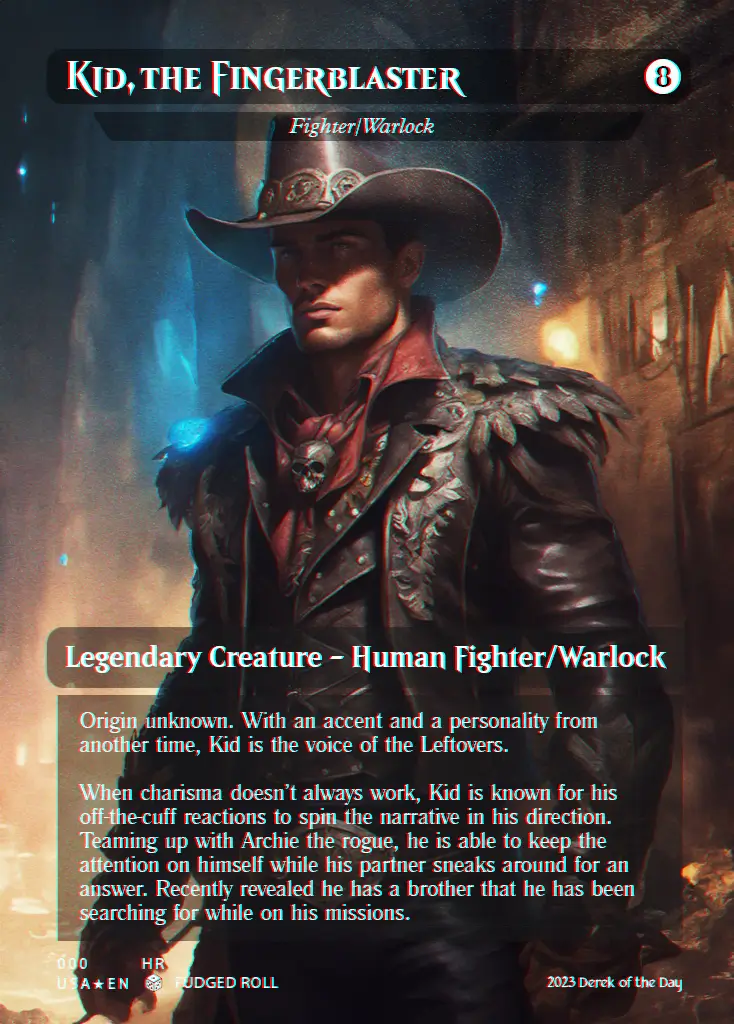 Kid, the Fingerblaster
8
Fighter/Warlock
Legendary Creature – Human Fighter/Warlock
Origin unknown. With an accent and a personality from
another time, Kid is the voice of the Leftovers.
When charisma doesn't always work, Kid is known for his
off-the-cuff reactions to spin the narrative in his direction.
Teaming up with Archie the rogue, he is able to keep the
attention on himself while his partner sneaks around for an
answer. Recently revealed he has a brother that he has been
searching for while on his missions.
000 HR
USA★EN FUDGED ROLL
2023 Derek of the Day